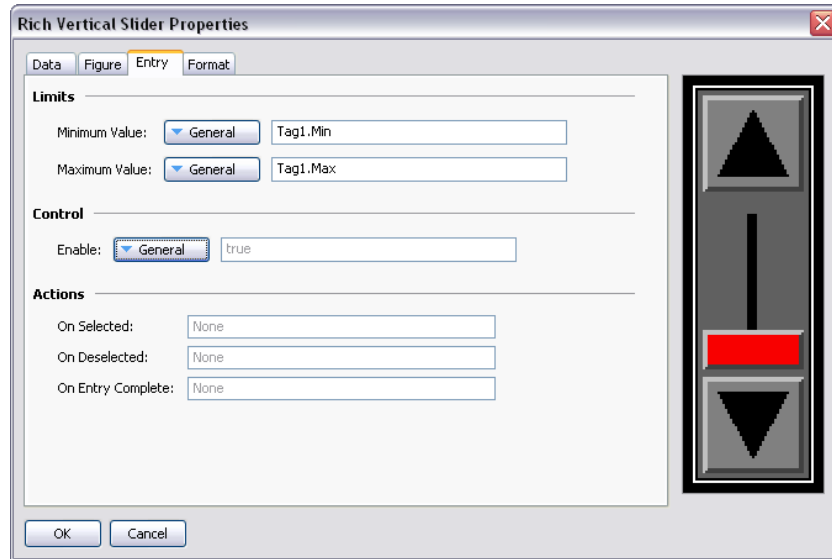 Rich Vertical Slider Properties
Data Figure Entry Format
Limits
Minimum Value: General Tag1.Min
Maximum Value: General Tag1.Max
Control
Enable: General true
Actions
On Selected: None
On Deselected: None
On Entry Complete: None
OK Cancel